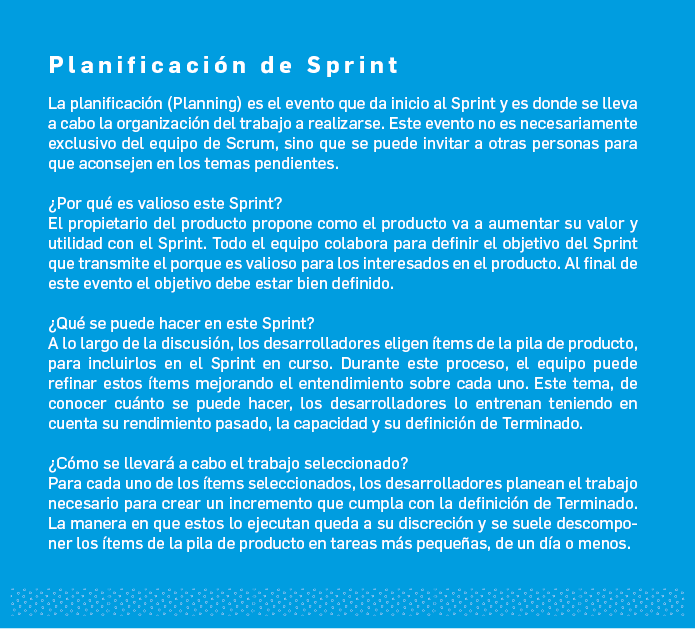 Planificación de Sprint
La planificación (Planning) es el evento que da inicio al Sprint y es donde se lleva
a cabo la organización del trabajo a realizarse. Este evento no es necesariamente
exclusivo del equipo de Scrum, sino que se puede invitar a otras personas para
que aconsejen en los temas pendientes.
¿Por qué es valioso este Sprint?
El propietario del producto propone como el producto va a aumentar su valor y
utilidad con el Sprint. Todo el equipo colabora para definir el objetivo del Sprint
que transmite el porque es valioso para los interesados en el producto. Al final de
este evento el objetivo debe estar bien definido.
¿Qué se puede hacer en este Sprint?
A lo largo de la discusión, los desarrolladores eligen ítems de la pila de producto,
para incluirlos en el Sprint en curso. Durante este proceso, el equipo puede
refinar estos ítems mejorando el entendimiento sobre cada uno. Este tema, de
conocer cuánto se puede hacer, los desarrolladores lo entrenan teniendo en
cuenta su rendimiento pasado, la capacidad y su definición de Terminado.
¿Cómo se llevará a cabo el trabajo seleccionado?
Para cada uno de los ítems seleccionados, los desarrolladores planean el trabajo
necesario para crear un incremento que cumpla con la definición de Terminado.
La manera en que estos lo ejecutan queda a su discreción y se suele descompo-
ner los ítems de la pila de producto en tareas más pequeñas, de un día o menos.